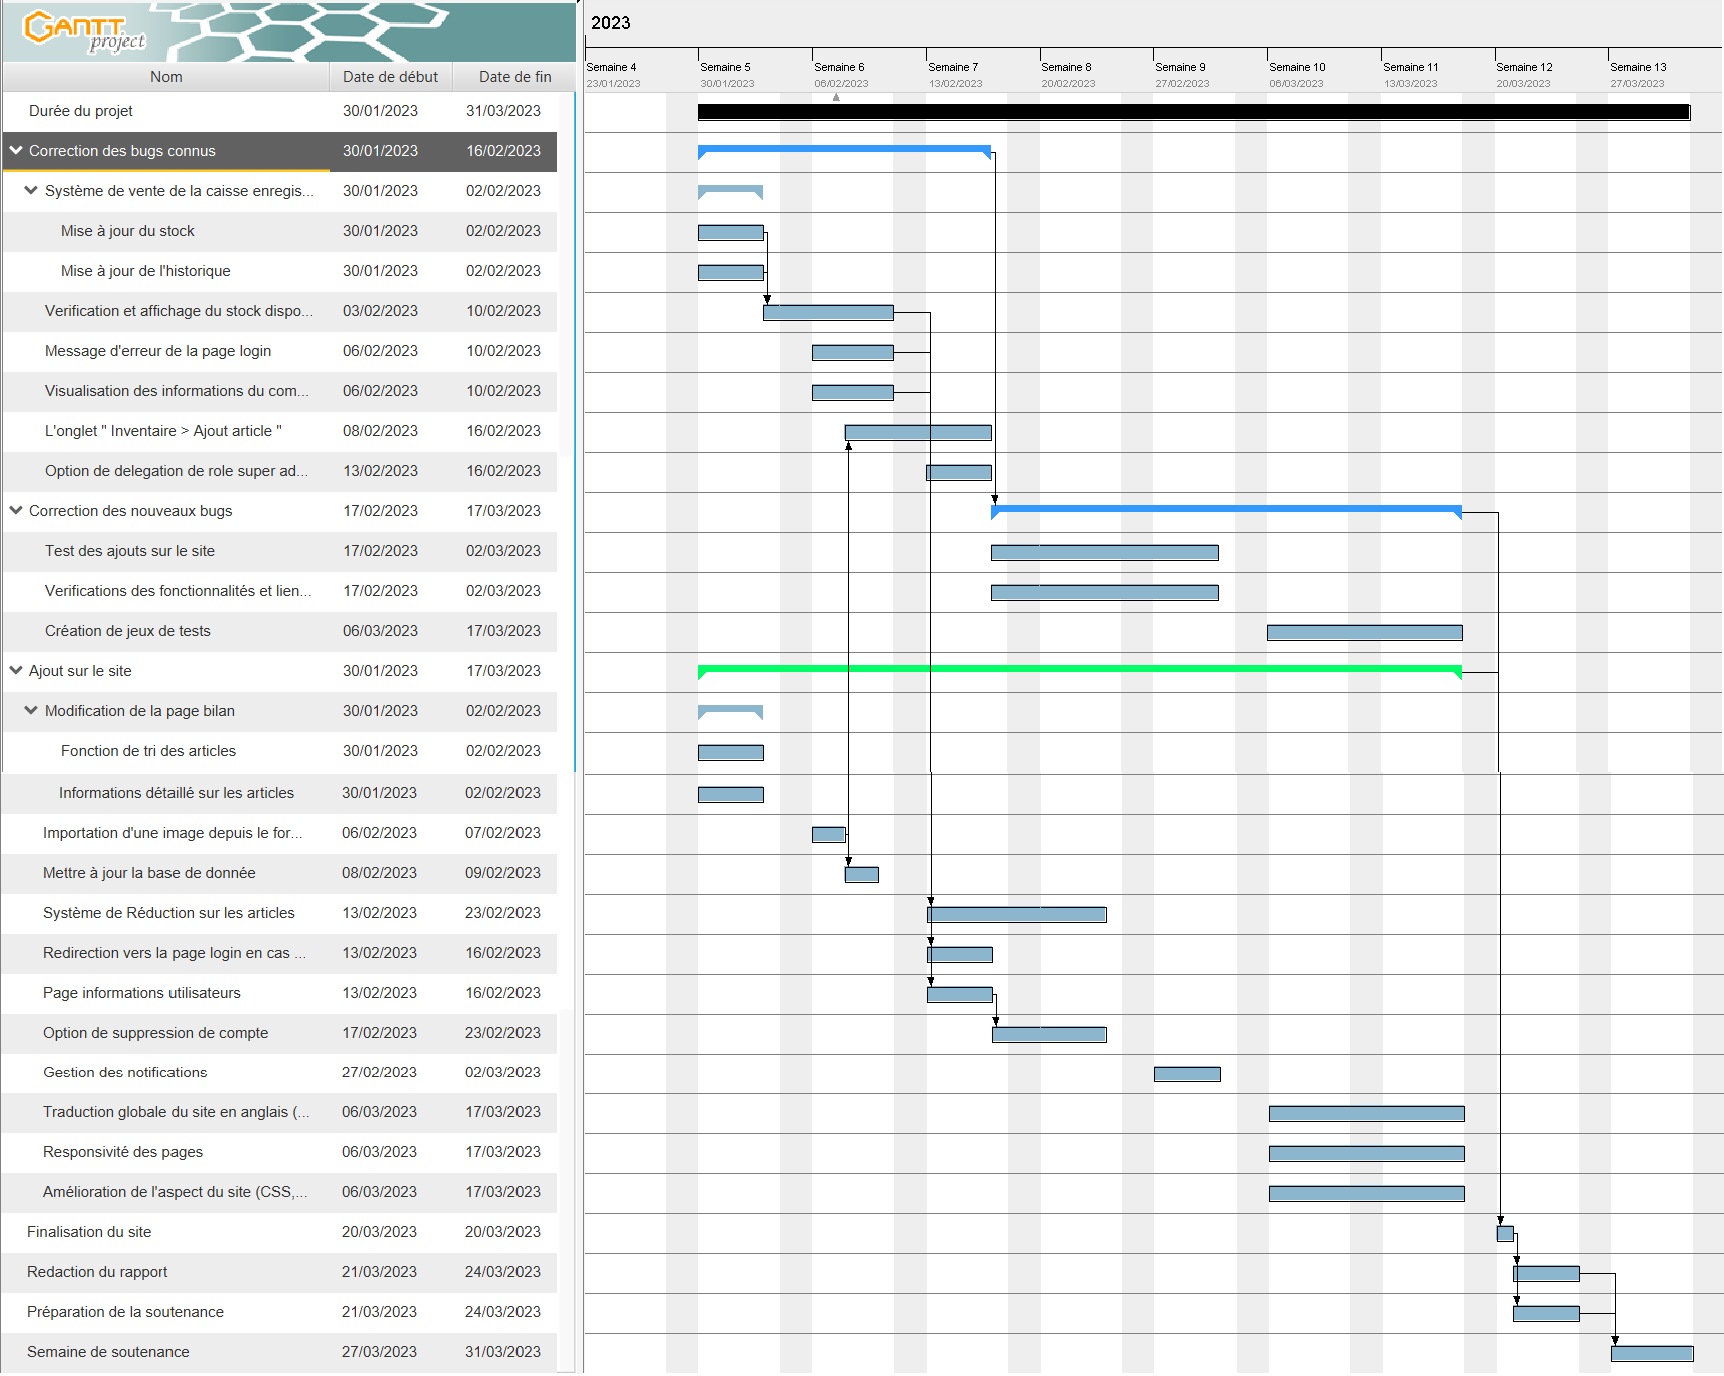 GANTT
project
2023
Semaine 4 Semaine 5 Semaine 6 Semaine 7 Semaine 8 Semaine 9 Semaine 10 Semaine 11 Semaine 12 Semaine 13
Nom Date de début Date de fin
23/01/2023 30/01/2023 06/02/2023 13/02/2023 20/02/2023 27/02/2023 06/03/2023 13/03/2023 20/03/2023 27/03/2023
Durée du projet 30/01/2023 31/03/2023
Correction des bugs connus 30/01/2023 16/02/2023
Système de vente de la caisse enregis... 30/01/2023 02/02/2023
Mise à jour du stock 30/01/2023 02/02/2023
Mise à jour de l'historique 30/01/2023 02/02/2023
Verification et affichage du stock dispo... 03/02/2023 10/02/2023
Message d'erreur de la page login 06/02/2023 10/02/2023
Visualisation des informations du com... 06/02/2023 10/02/2023
L'onglet " Inventaire > Ajout article " 08/02/2023 16/02/2023
Option de delegation de role super ad... 13/02/2023 16/02/2023
Correction des nouveaux bugs 17/02/2023 17/03/2023
Test des ajouts sur le site 17/02/2023 02/03/2023
Verifications des fonctionnalités et lien... 17/02/2023 02/03/2023
Création de jeux de tests 06/03/2023 17/03/2023
Ajout sur le site 30/01/2023 17/03/2023
Modification de la page bilan 30/01/2023 02/02/2023
Fonction de tri des articles 30/01/2023 02/02/2023
Informations détaillé sur les articles 30/01/2023 02/02/2023
Importation d'une image depuis le for... 06/02/2023 07/02/2023
Mettre à jour la base de donnée 08/02/2023 09/02/2023
Système de Réduction sur les articles 13/02/2023 23/02/2023
Redirection vers la page login en cas ... 13/02/2023 16/02/2023
Page informations utilisateurs 13/02/2023 16/02/2023
Option de suppression de compte 17/02/2023 23/02/2023
Gestion des notifications 27/02/2023 02/03/2023
Traduction globale du site en anglais (... 06/03/2023 17/03/2023
Responsivité des pages 06/03/2023 17/03/2023
Amélioration de l'aspect du site (CSS,... 06/03/2023 17/03/2023
Finalisation du site 20/03/2023 20/03/2023
Redaction du rapport 21/03/2023 24/03/2023
Préparation de la soutenance 21/03/2023 24/03/2023
Semaine de soutenance 27/03/2023 31/03/2023